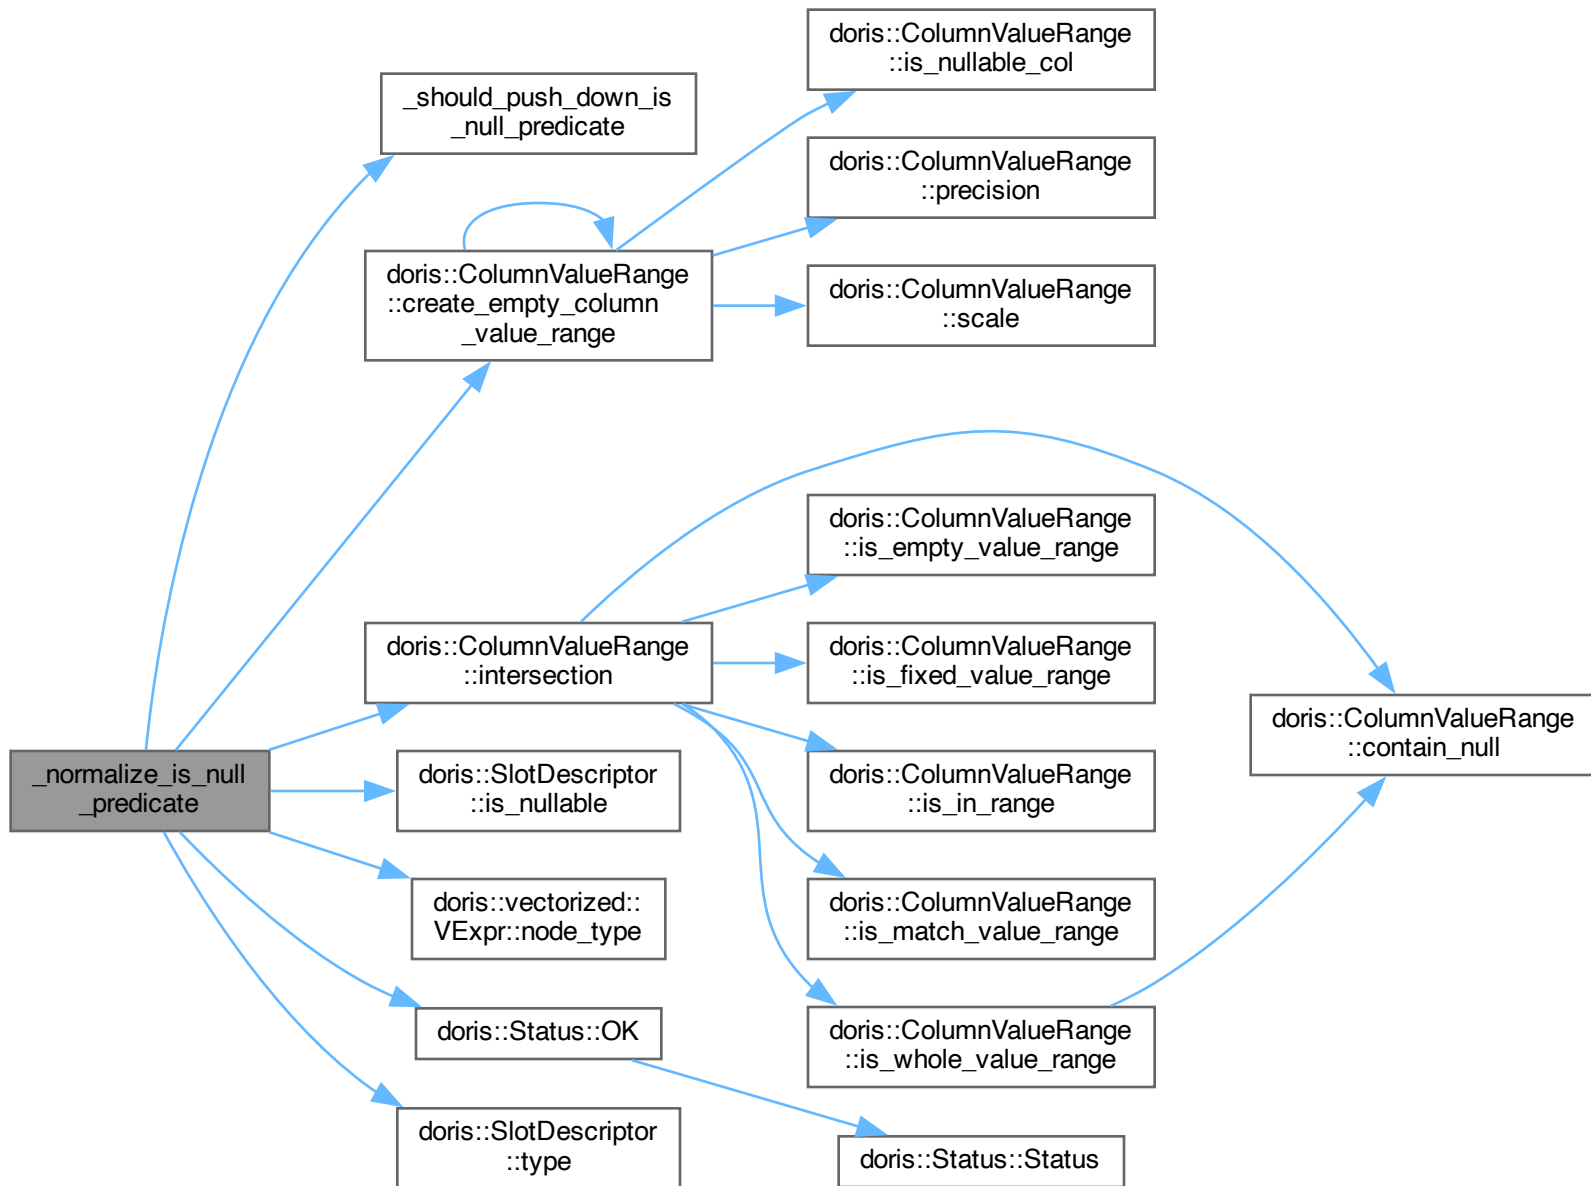 _normalize_is_null
_predicate
_should_push_down_is
_null_predicate
doris::ColumnValueRange
::create_empty_column
_value_range
doris::ColumnValueRange
::intersection
doris::SlotDescriptor
::is_nullable
doris::vectorized::
VExpr::node_type
doris::Status::OK
doris::SlotDescriptor
::type
doris::ColumnValueRange
::is_nullable_col
doris::ColumnValueRange
::precision
doris::ColumnValueRange
::scale
doris::ColumnValueRange
::is_empty_value_range
doris::ColumnValueRange
::is_fixed_value_range
doris::ColumnValueRange
::is_in_range
doris::ColumnValueRange
::is_match_value_range
doris::ColumnValueRange
::is_whole_value_range
doris::Status::Status
doris::ColumnValueRange
::contain_null